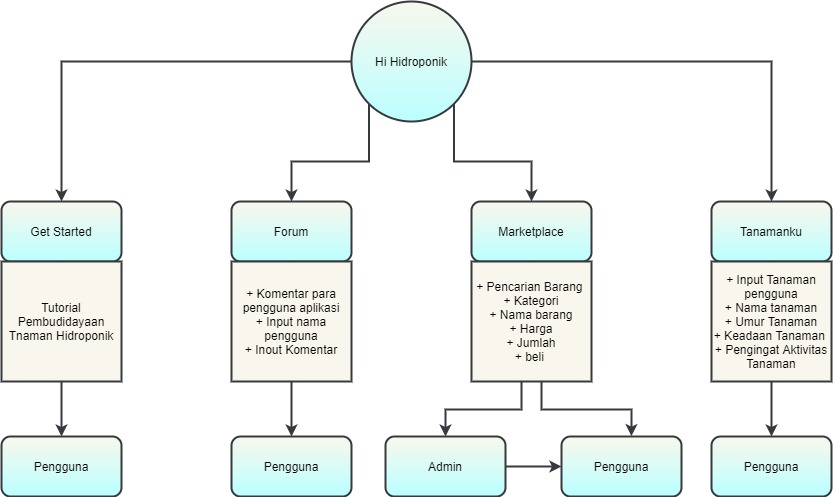 Hi Hidroponik
Get Started
Tutorial
Pembudidayaan
Tnaman Hidroponik
Pengguna
Forum
+ Komentar para
pengguna aplikasi
+ Input nama
pengguna
+ Inout Komentar
Pengguna
Marketplace
+ Pencarian Barang
+ Kategori
+ Nama barang
+ Harga
+ Jumlah
+ beli
Admin
Pengguna
Tanamanku
+ Input Tanaman
pengguna
+ Nama tanaman
+ Umur Tanaman
+ Keadaan Tanaman
+ Pengingat Aktivitas
Tanaman
Pengguna